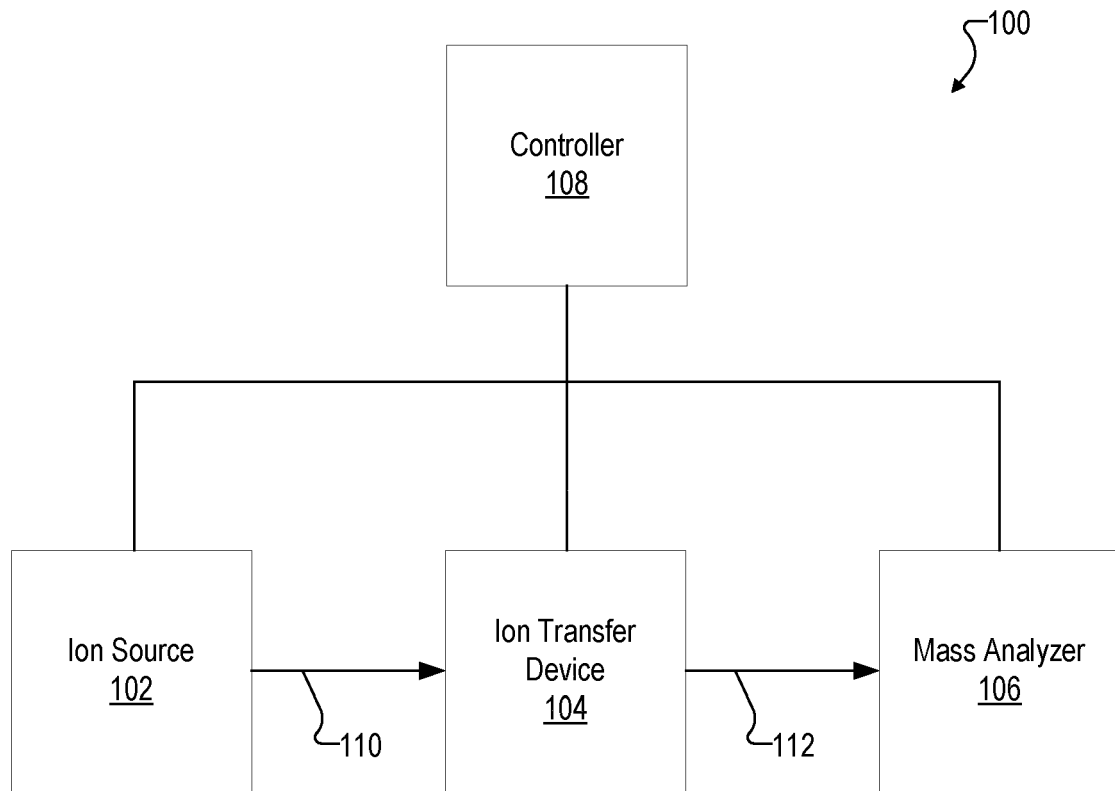 100
Controller
108
Ion Source
102
Ion Transfer
Device
104
Mass Analyzer
106
110
112